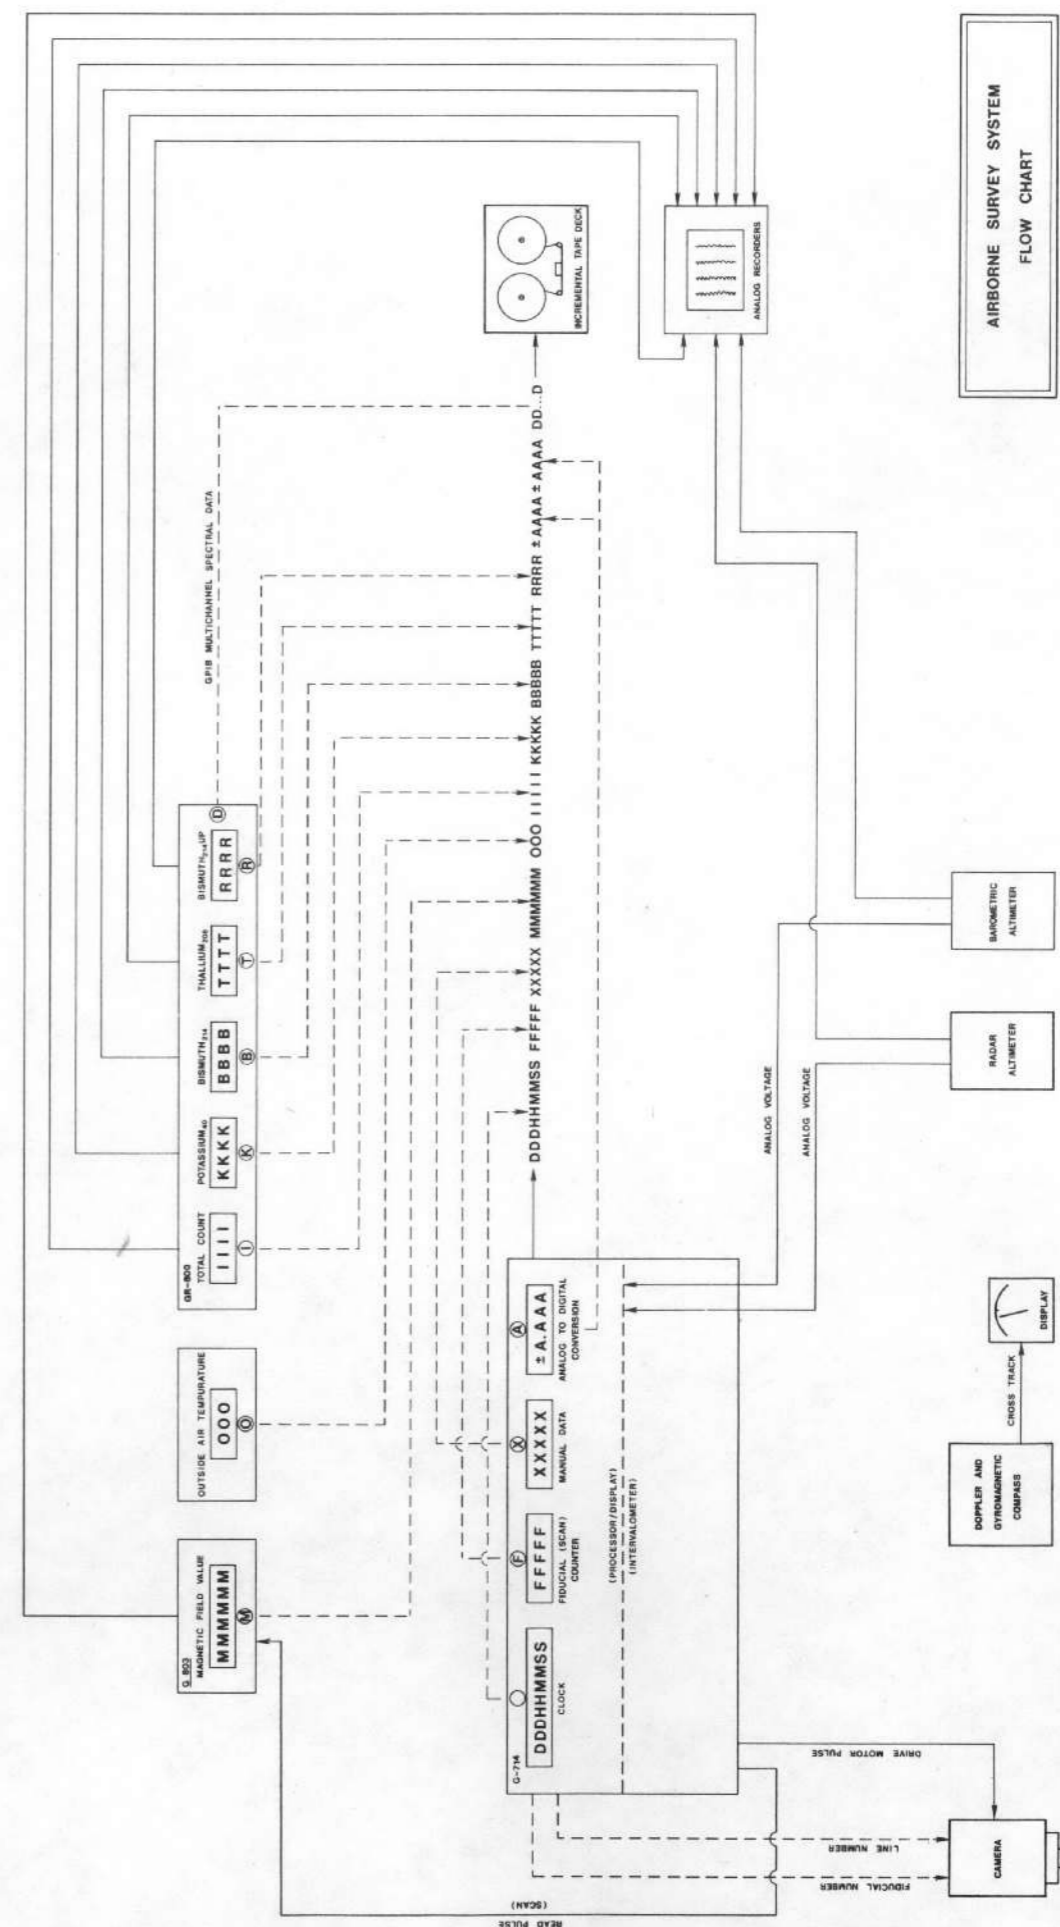 AIRBORNE SURVEY SYSTEM
FLOW CHART
G 803
MAGNETIC FIELD VALUE
MMMMMM
M
OUTSIDE AIR TEMPURATURE
OOO
O
GR-800
TOTAL COUNT
IIII
I
POTASSIUM40
KKKK
K
BISMUTH214
BBBB
B
THALLIUM208
TTTT
T
BISMUTH214UP
RRRR
R
D
GPIB MULTICHANNEL SPECTRAL DATA
DDDHHMMSS FFFFF XXXXX MMMMMM OOO IIIII KKKKK BBBBB TTTTT RRRR ±AAAA ±AAAA DD...D
INCREMENTAL TAPE DECK
ANALOG RECORDERS
G-714
DDDHHMMSS
CLOCK
F
FFFFF
FIDUCIAL (SCAN)
COUNTER
X
XXXXX
MANUAL DATA
A
±A.AAA
ANALOG TO DIGITAL
CONVERSION
(PROCESSOR/DISPLAY)
(INTERVALOMETER)
ANALOG VOLTAGE
ANALOG VOLTAGE
READ PULSE
(SCAN)
FIDUCIAL NUMBER
LINE NUMBER
DRIVE MOTOR PULSE
CAMERA
DOPPLER AND
GYROMAGNETIC
COMPASS
CROSS TRACK
DISPLAY
RADAR
ALTIMETER
BAROMETRIC
ALTIMETER